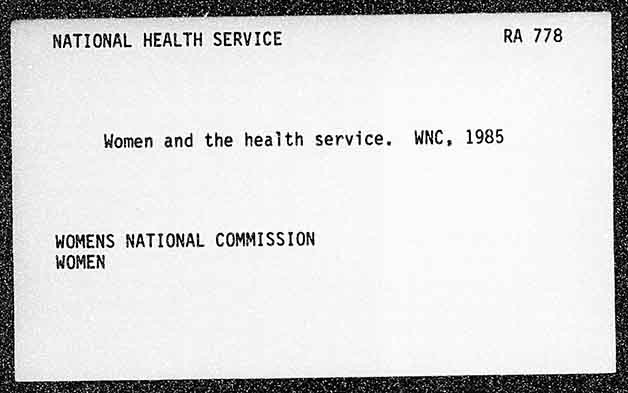 NATIONAL HEALTH SERVICE RA 778
Women and the health service. WNC, 1985
WOMENS NATIONAL COMMISSION
WOMEN